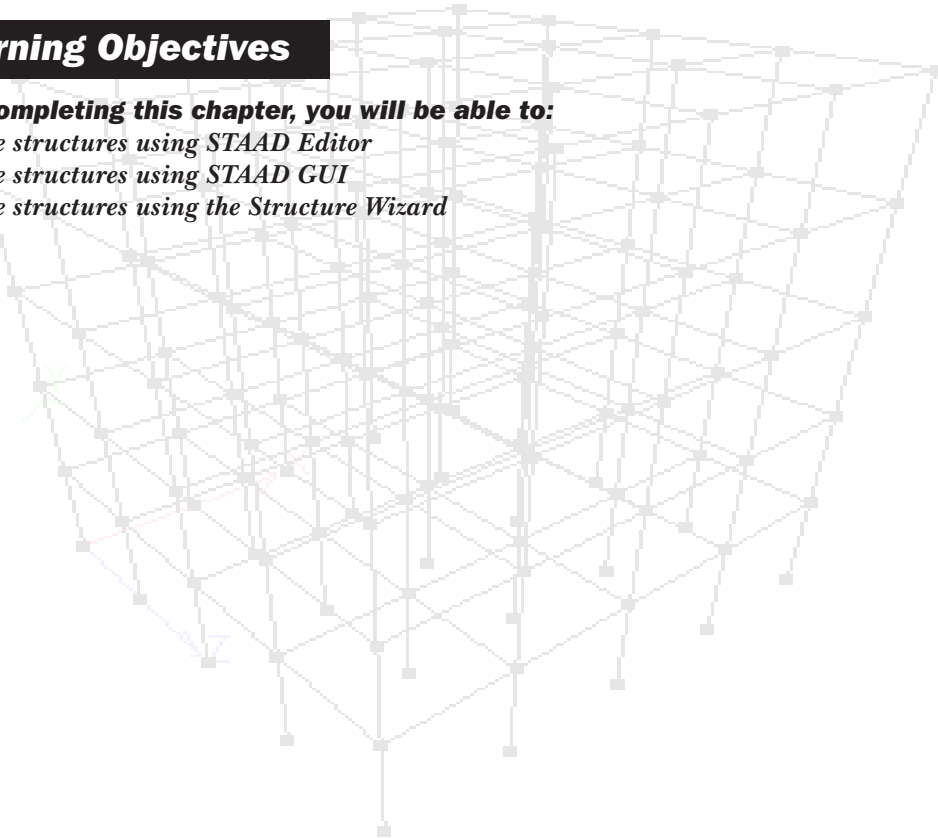 rning Objectives
ompleting this chapter, you will be able to:
e structures using STAAD Editor
e structures using STAAD GUI
e structures using the Structure Wizard
Z